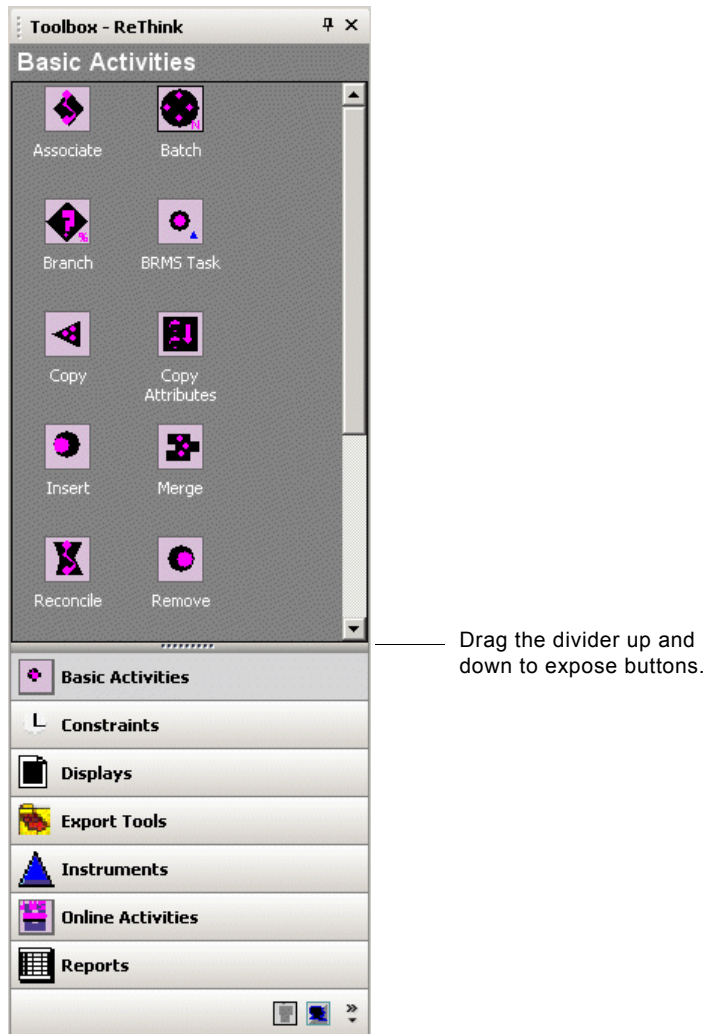 Toolbox - ReThink
Basic Activities
Associate
Batch
N
Branch
%
BRMS Task
Copy
Copy
Attributes
Insert
Merge
Reconcile
Remove
Drag the divider up and
down to expose buttons.
Basic Activities
Constraints
Displays
Export Tools
Instruments
Online Activities
Reports